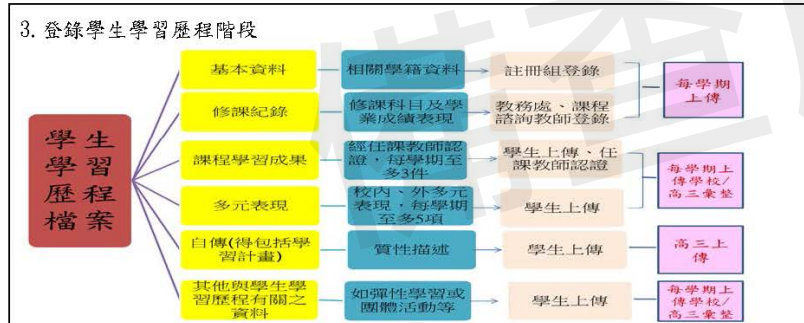 3. 登錄學生學習歷程階段
學生
學習
歷程
檔案
基本資料
相關學籍資料
註冊組登錄
每學期
上傳
修課紀錄
修課科目及學
業成績表現
教務處、課程
諮詢教師登錄
課程學習成果
經任課教師認
證,每學期至
多3件
學生上傳、任
課教師認證
每學期上
傳學校/
高三彙整
多元表現
校內、外多元
表現,每學期
至多5項
學生上傳
自傳(得包括學
習計畫)
質性描述
學生上傳
高三上
傳
其他與學生學
習歷程有關之
資料
如彈性學習或
團體活動等
學生上傳
每學期上
傳學校/
高三彙整
備查